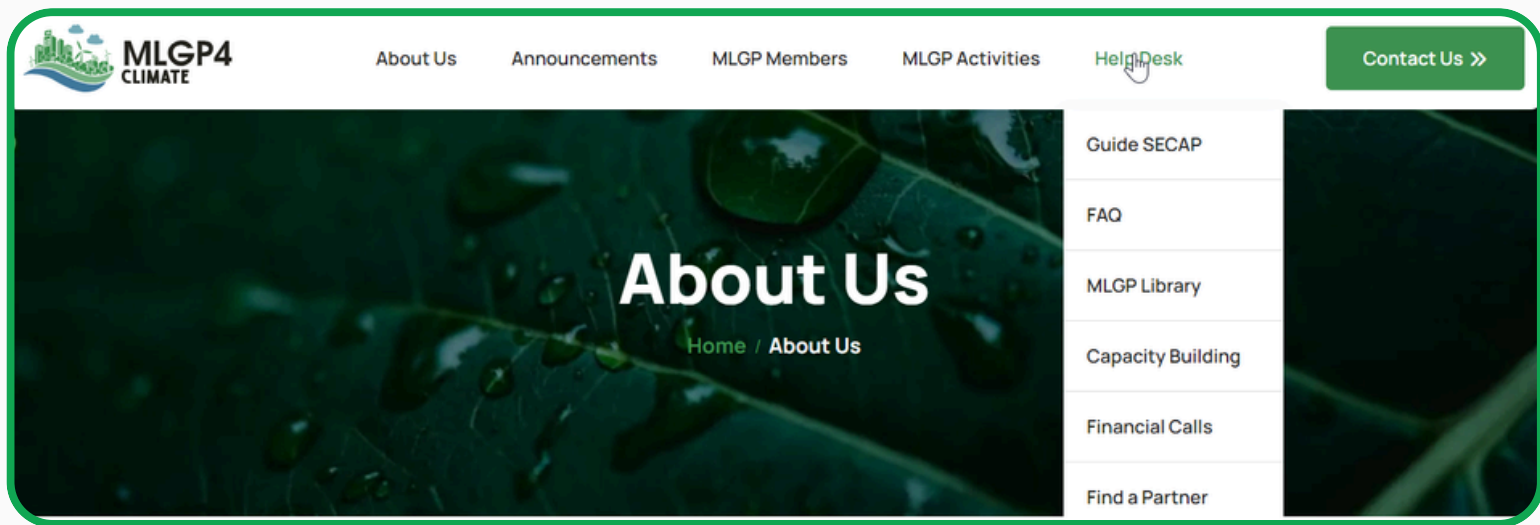 MLGP4
CLIMATE
About Us
Announcements
MLGP Members
MLGP Activities
HelpDesk
Contact Us »
Guide SECAP
FAQ
MLGP Library
Capacity Building
Financial Calls
Find a Partner
About Us
Home / About Us